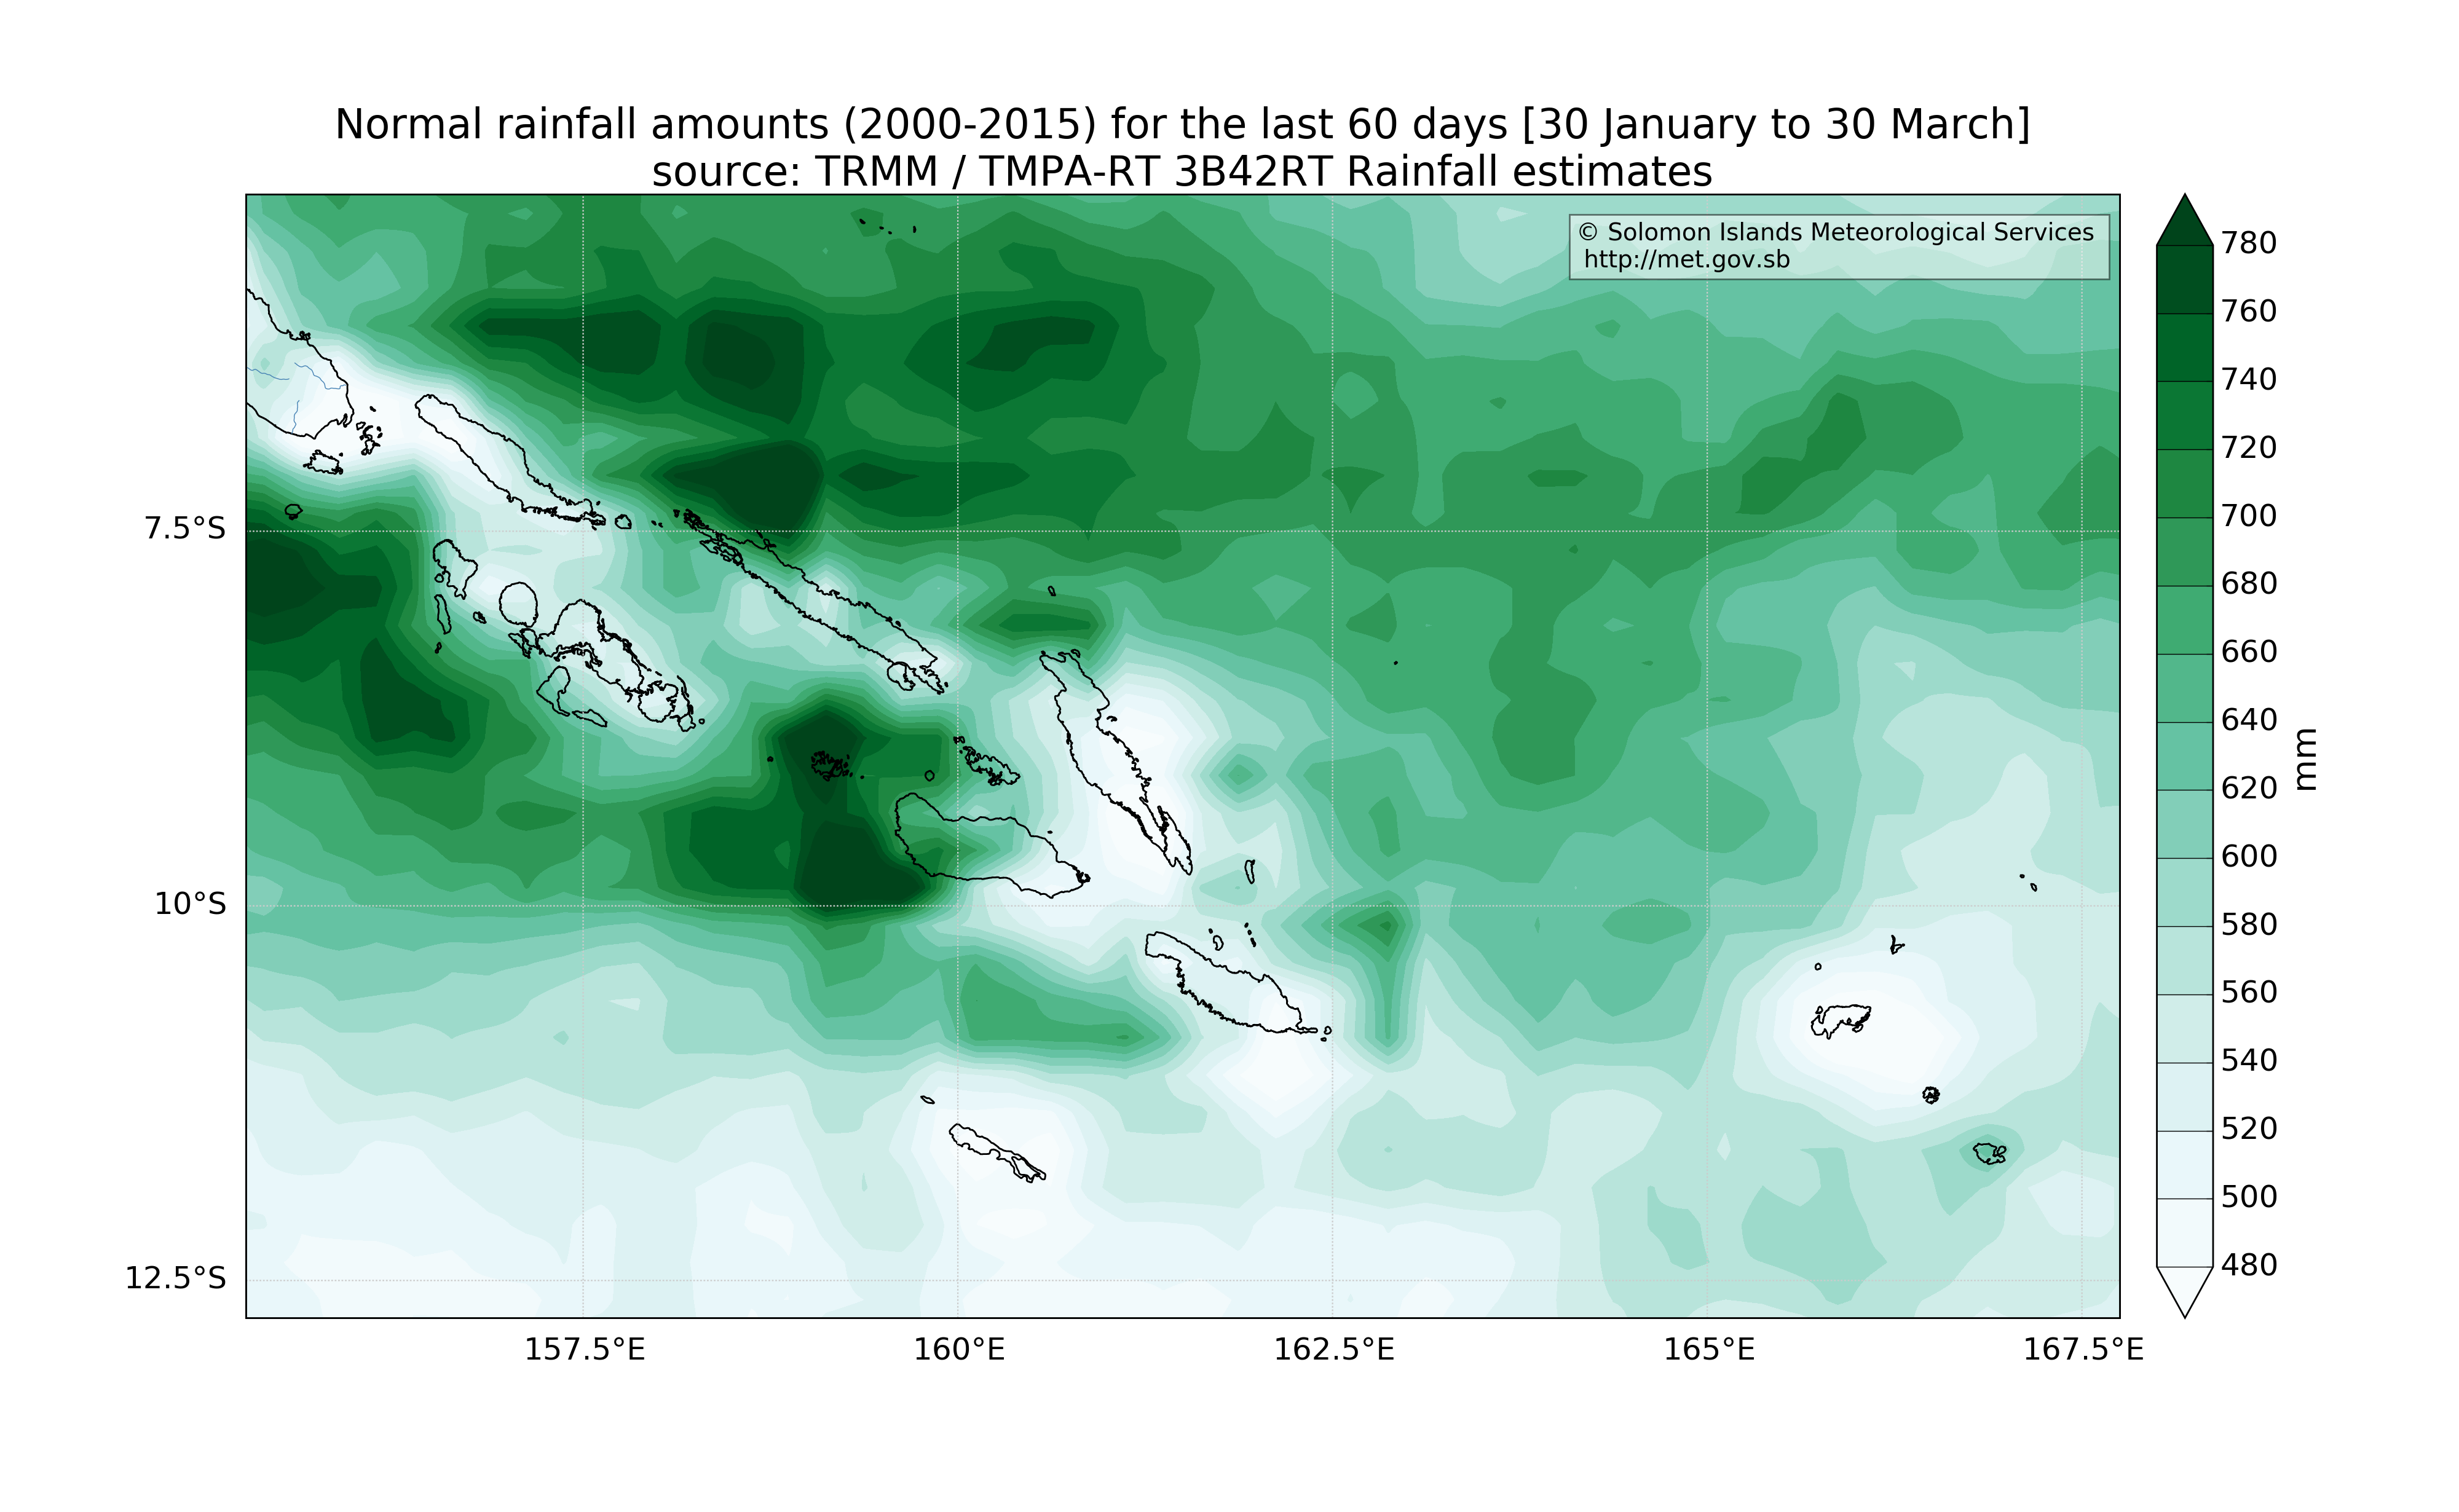 Normal rainfall amounts (2000-2015) for the last 60 days [30 January to 30 March]
source: TRMM / TMPA-RT 3B42RT Rainfall estimates
© Solomon Islands Meteorological Services
http://met.gov.sb
7.5°S
10°S
12.5°S
157.5°E
160°E
162.5°E
165°E
167.5°E
780
760
740
720
700
680
660
640
620
600
580
560
540
520
500
480
mm